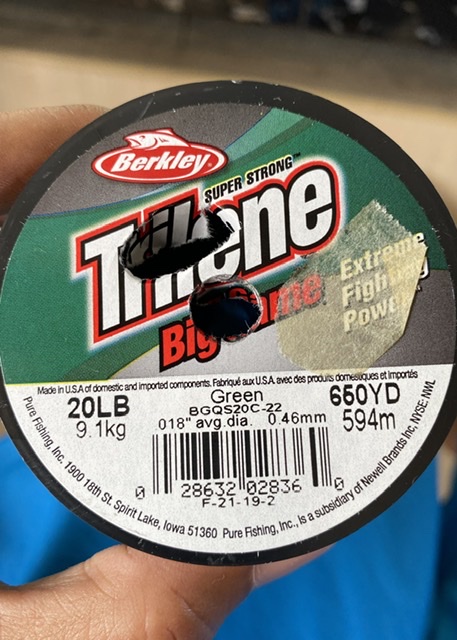 Berkley
SUPER STRONG™
Trilene
Big Game
Extreme
Fighting
Power
Made in U.S.A of domestic and imported components. Fabriqué aux U.S.A. avec des produits domestiques et importés
20LB
9.1kg
Green
BGQS20C-22
.018" avg.dia. 0.46mm
650YD
594m
0 28632 02836 0
F-21-19-2
Pure Fishing, Inc. 1900 18th St. Spirit Lake, Iowa 51360 Pure Fishing, Inc., is a subsidiary of Newell Brands Inc, NYSE: NWL